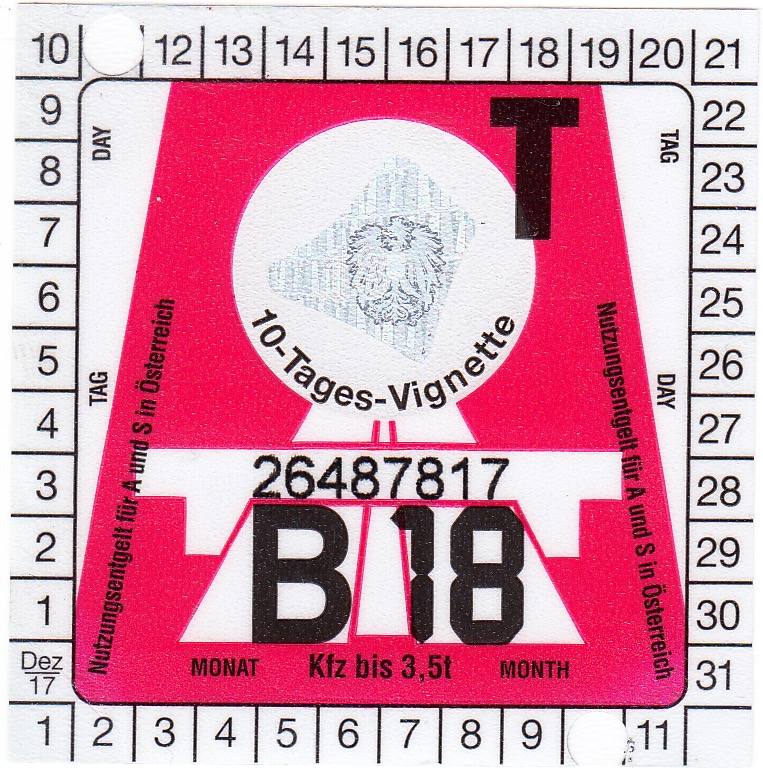 10 12 13 14 15 16 17 18 19 20 21
9
8
7
6
5
4
3
2
1
Dez
17
22
23
24
25
26
27
28
29
30
31
DAY
TAG
TAG
DAY
T
10-Tages-Vignette
Nutzungsentgelt für A und S in Österreich
Nutzungsentgelt für A und S in Österreich
26487817
B 18
MONAT Kfz bis 3,5t MONTH
1 2 3 4 5 6 7 8 9 11